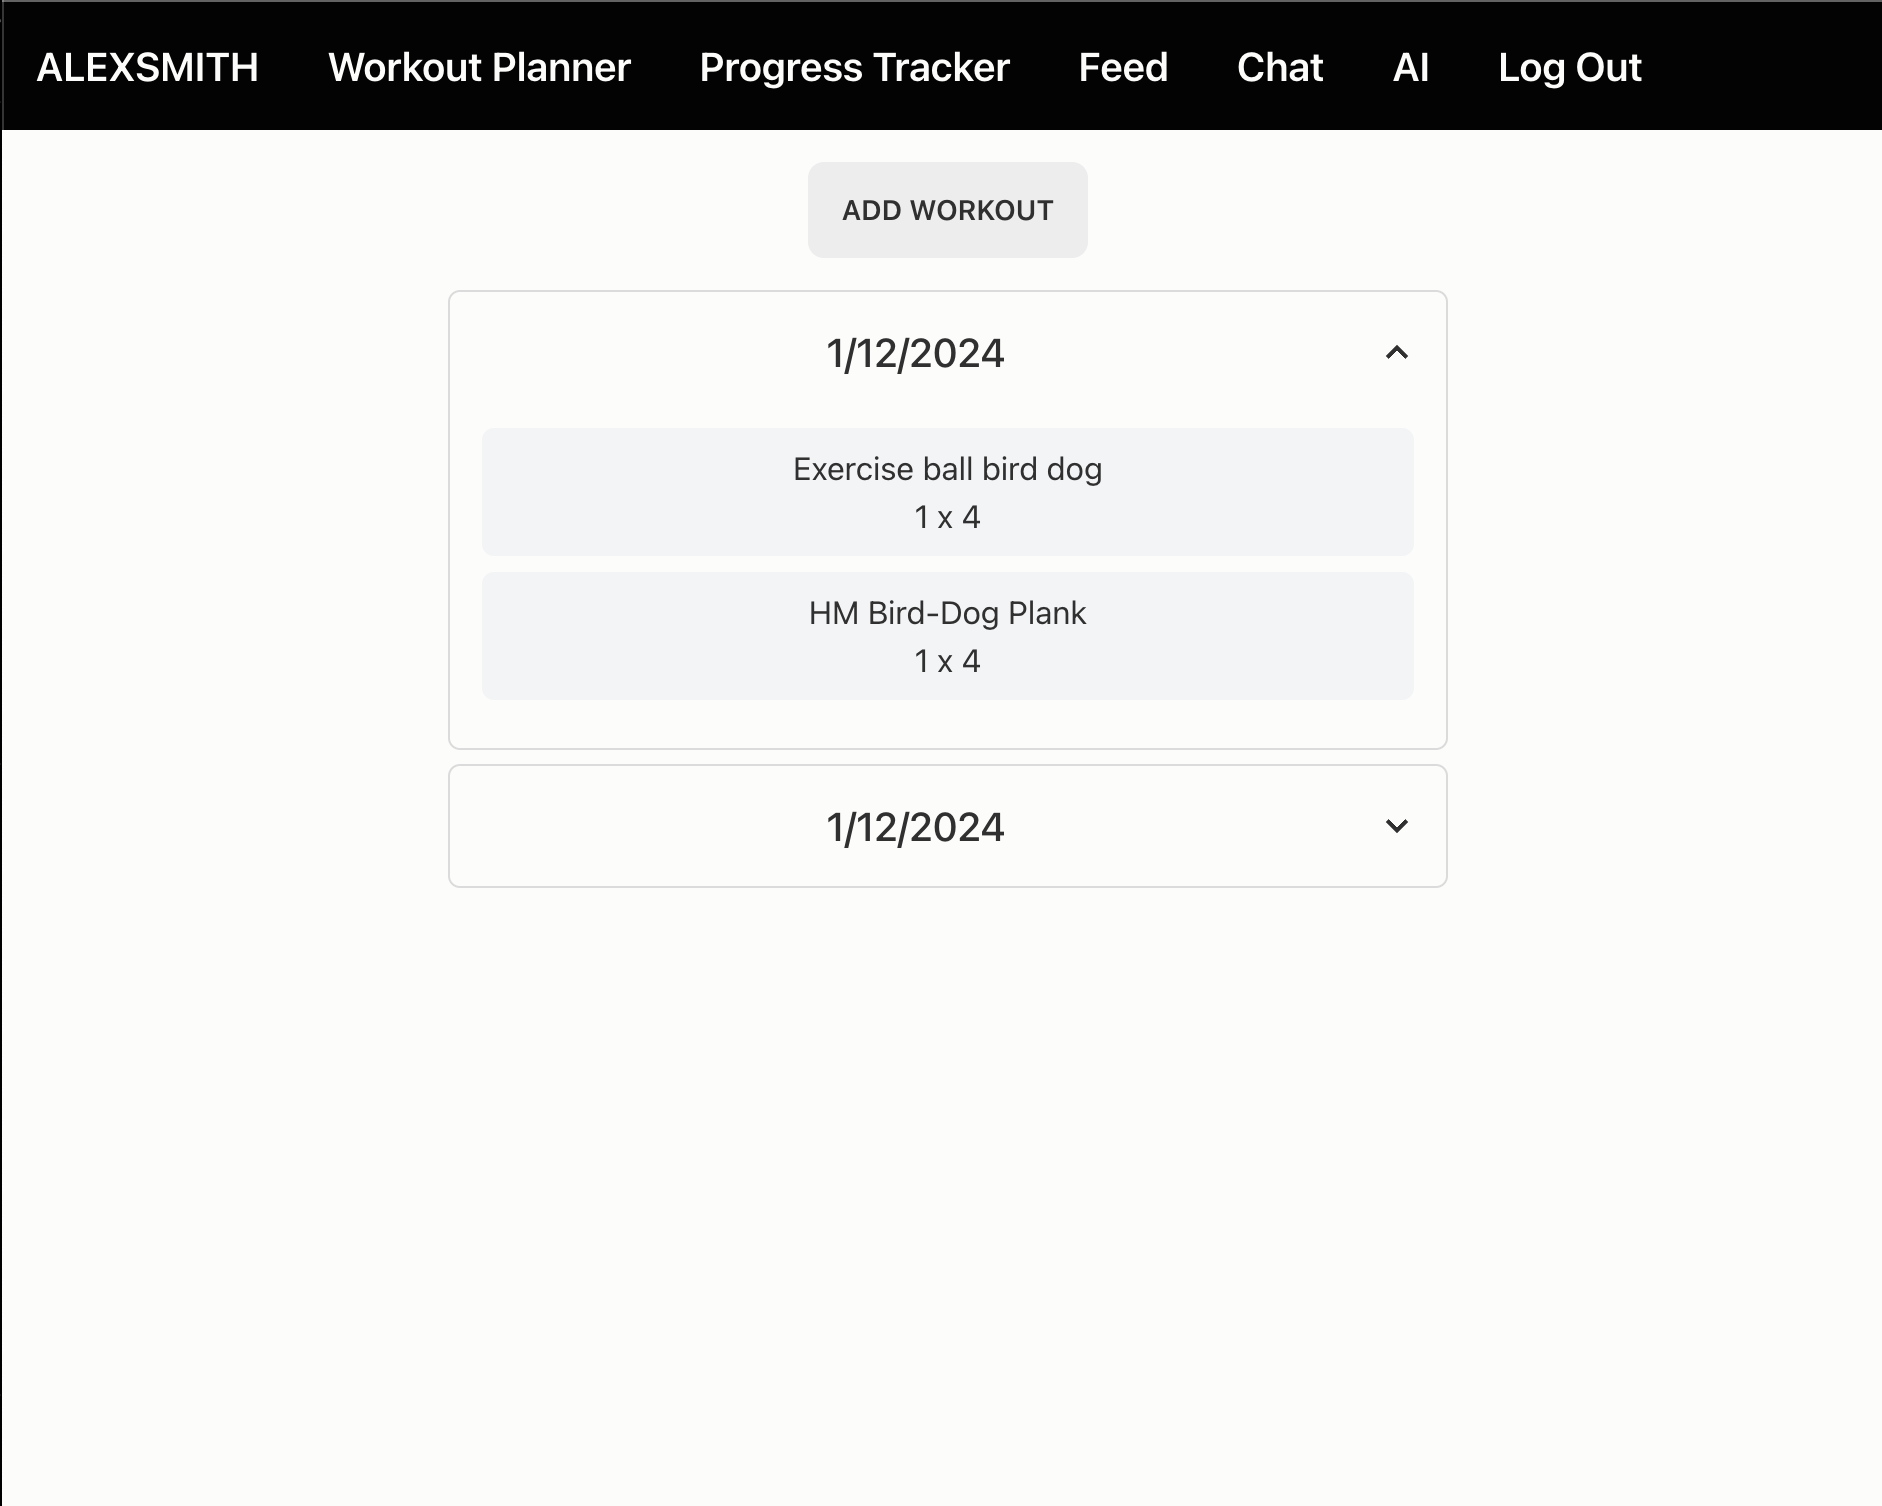 ALEXSMITH Workout Planner Progress Tracker Feed Chat AI Log Out
ADD WORKOUT
1/12/2024
Exercise ball bird dog
1 x 4
HM Bird-Dog Plank
1 x 4
1/12/2024